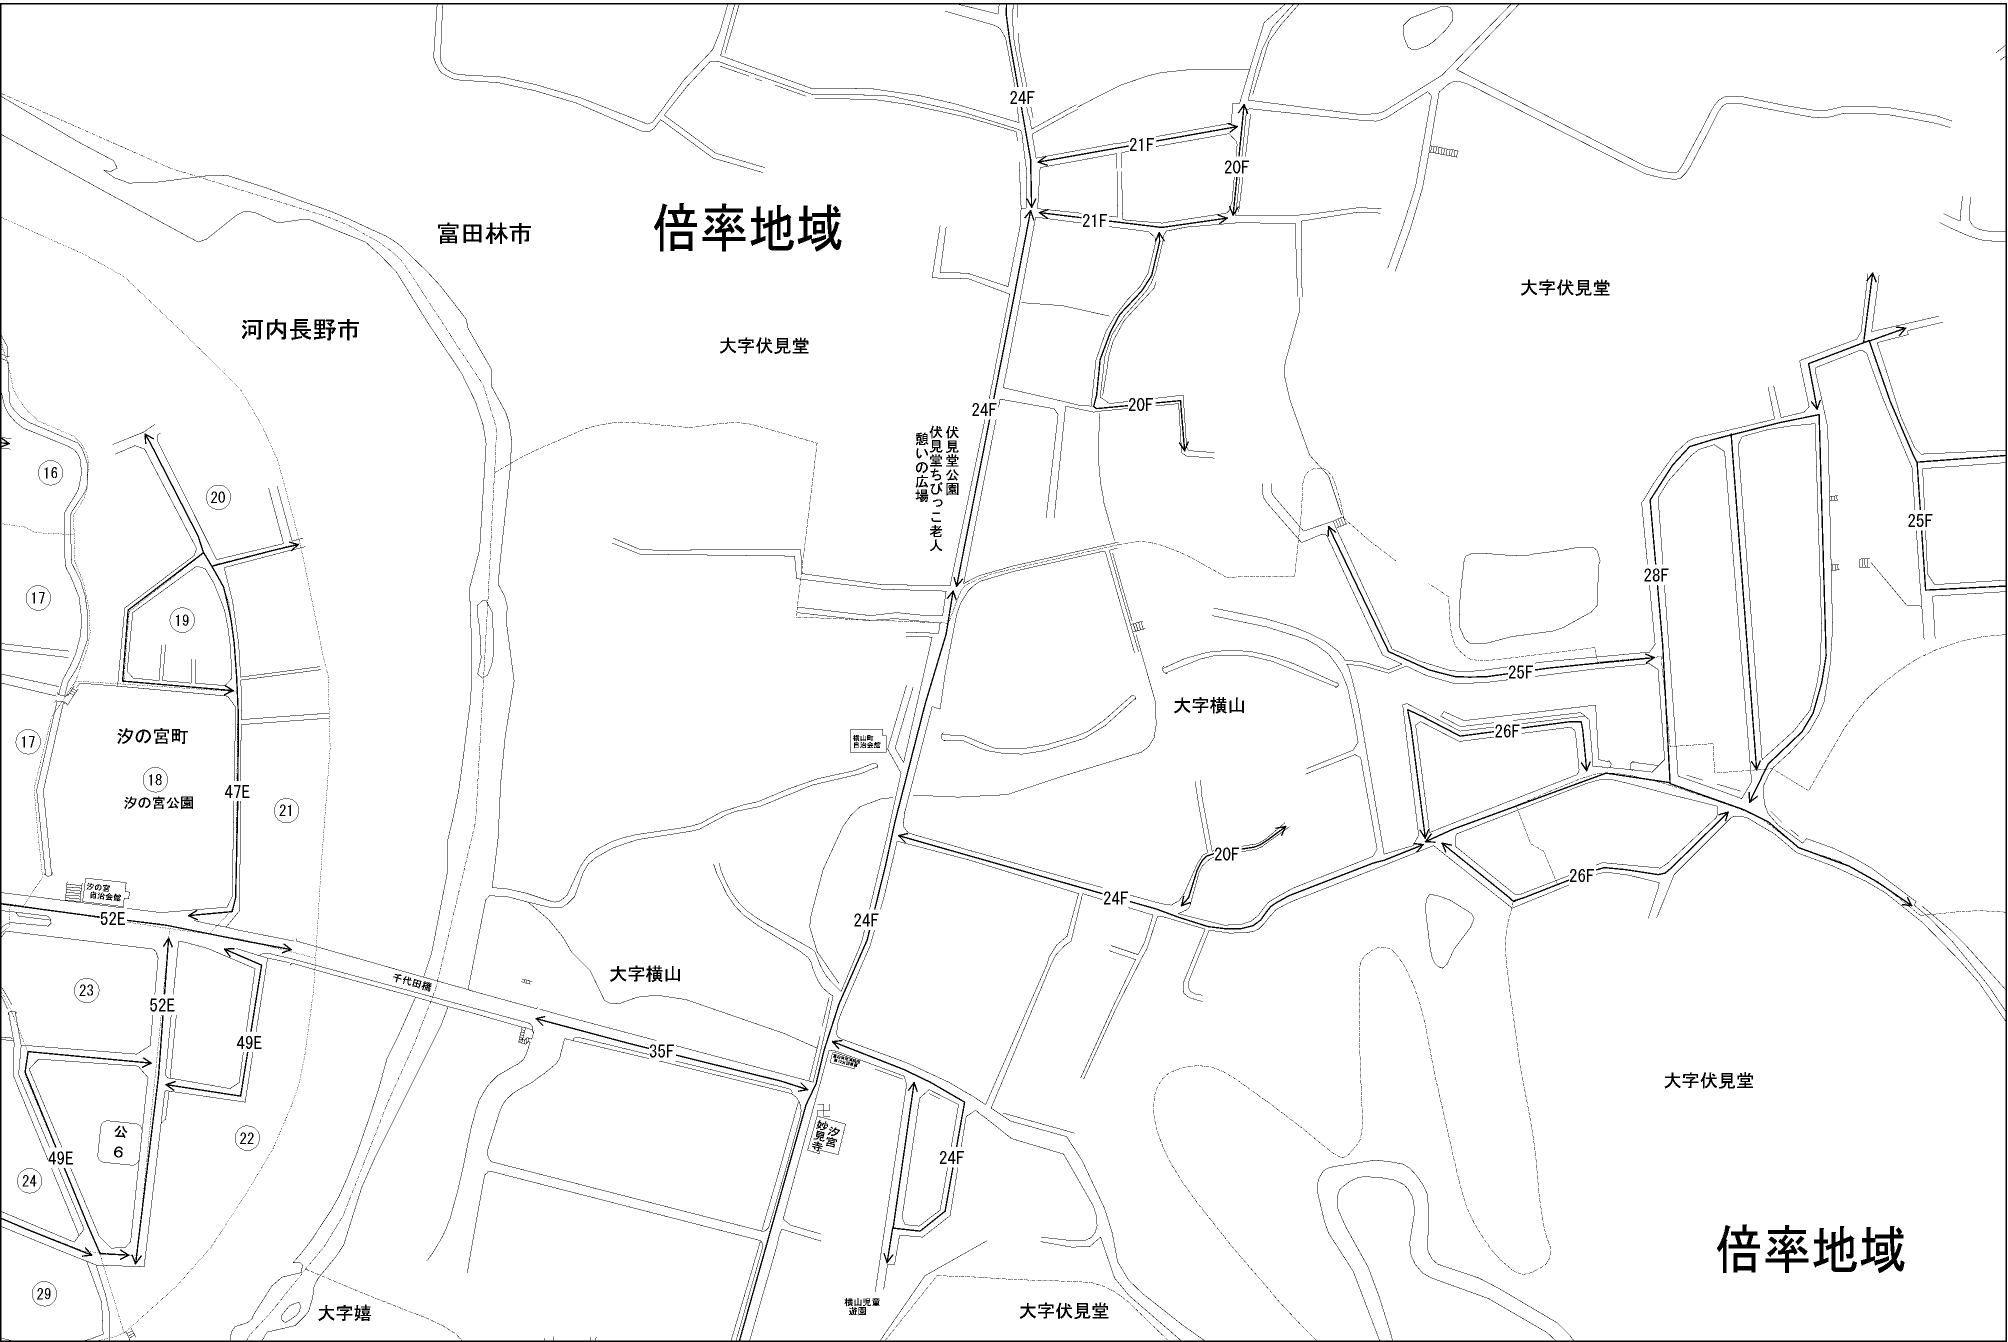 24F
21F
20F
倍率地域
富田林市
21F
大字伏見堂
河内長野市
大字伏見堂
24F
20F
伏見堂公園
伏見堂ちびっこ老人
憩いの広場
16
20
25F
28F
17
19
25F
大字横山
汐の宮町
17
横山町
自治会館
26F
18
汐の宮公園
47E
21
20F
26F
汐の宮
自治会館
52E
24F
24F
大字横山
千代田橋
23
52E
49E
35F
大字伏見堂
公
6
22
汐宮
妙見寺
49E
24F
24
倍率地域
29
大字嬉
横山児童
遊園
大字伏見堂